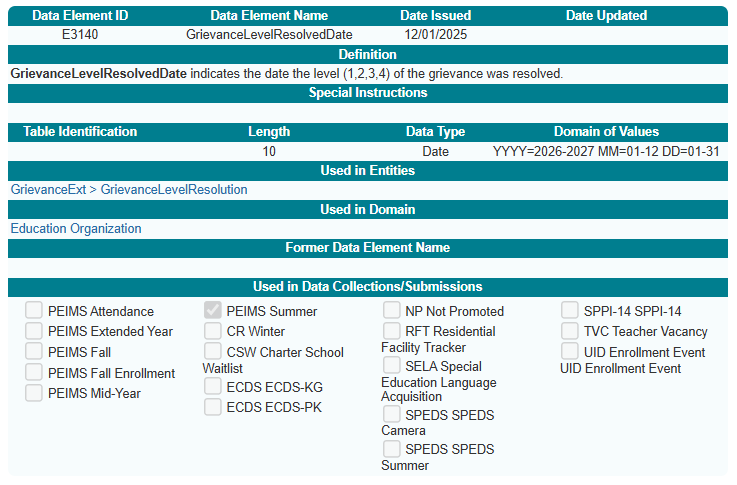 Data Element ID Data Element Name Date Issued Date Updated
E3140 GrievanceLevelResolvedDate 12/01/2025
Definition
GrievanceLevelResolvedDate indicates the date the level (1,2,3,4) of the grievance was resolved.
Special Instructions
Table Identification Length Data Type Domain of Values
10 Date YYYY=2026-2027 MM=01-12 DD=01-31
Used in Entities
GrievanceExt > GrievanceLevelResolution
Used in Domain
Education Organization
Former Data Element Name
Used in Data Collections/Submissions
PEIMS Attendance
PEIMS Extended Year
PEIMS Fall
PEIMS Fall Enrollment
PEIMS Mid-Year
PEIMS Summer
CR Winter
CSW Charter School
Waitlist
ECDS ECDS-KG
ECDS ECDS-PK
NP Not Promoted
RFT Residential
Facility Tracker
SELA Special
Education Language
Acquisition
SPEDS SPEDS
Camera
SPEDS SPEDS
Summer
SPPI-14 SPPI-14
TVC Teacher Vacancy
UID Enrollment Event
UID Enrollment Event